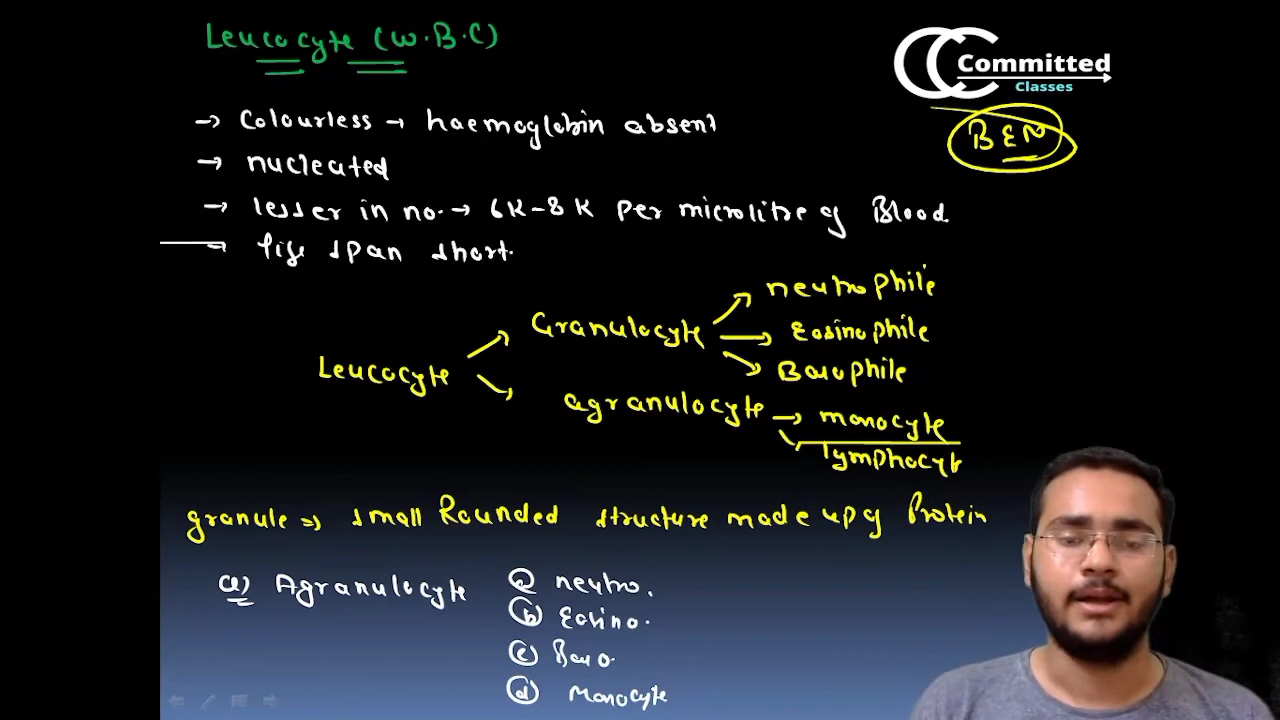 Leucocyte (W.B.C)
Committed
Classes
BEN
→ Colourless → haemoglobin absent
→ nucleated
→ lesser in no. → 6K-8K per microlitre of Blood
→ life span short.
Leucocyte
Granulocyte
neutrophile
Eosinophile
Basophile
agranulocyte
→ monocyte
lymphocyt
granule => small Rounded structure made up of Protein
Q) Agranulocyte
(a) neutro.
(b) Eosino.
(c) Baso.
(d) Monocyte